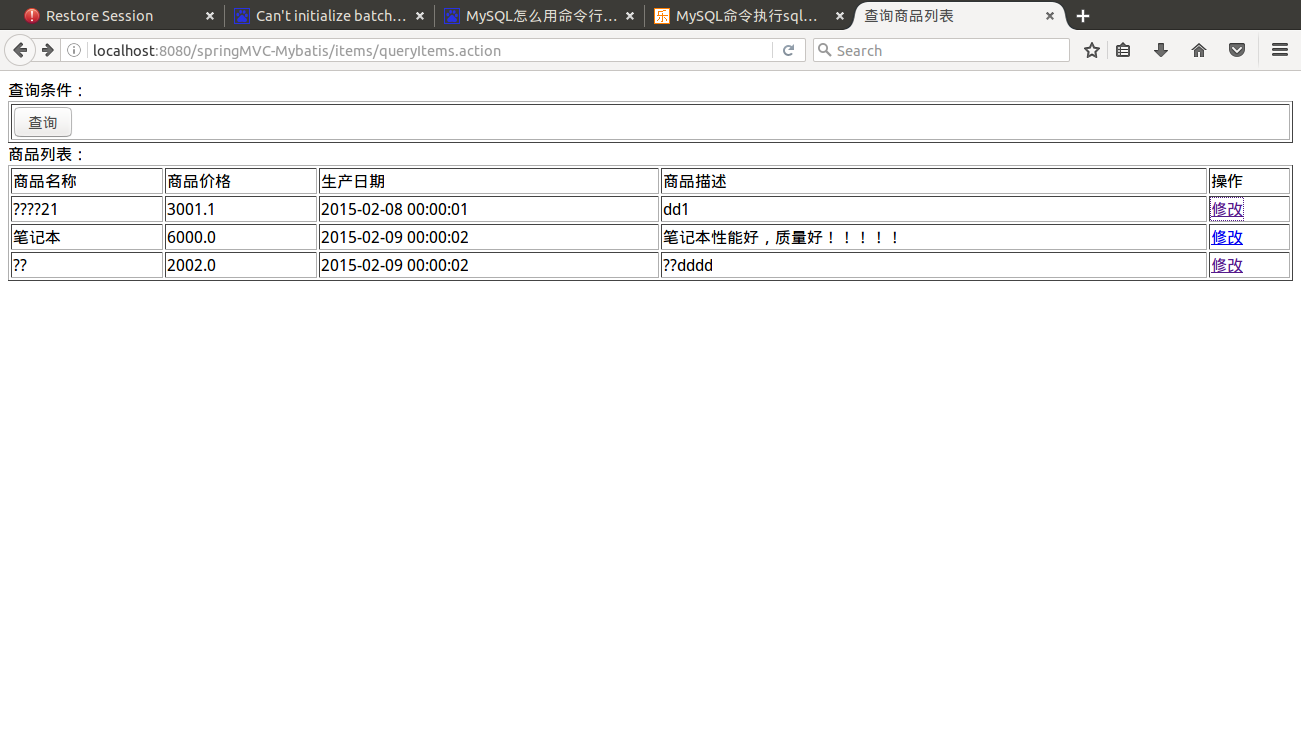 Restore Session
Can't initialize batch...
MySQL怎么用命令行...
MySQL命令执行sql...
查询商品列表
localhost:8080/springMVC-Mybatis/items/queryItems.action
Search
查询条件：
查询
商品列表：
商品名称 商品价格 生产日期 商品描述 操作
????21 3001.1 2015-02-08 00:00:01 dd1 修改
笔记本 6000.0 2015-02-09 00:00:02 笔记本性能好，质量好！！！！！ 修改
?? 2002.0 2015-02-09 00:00:02 ??dddd 修改